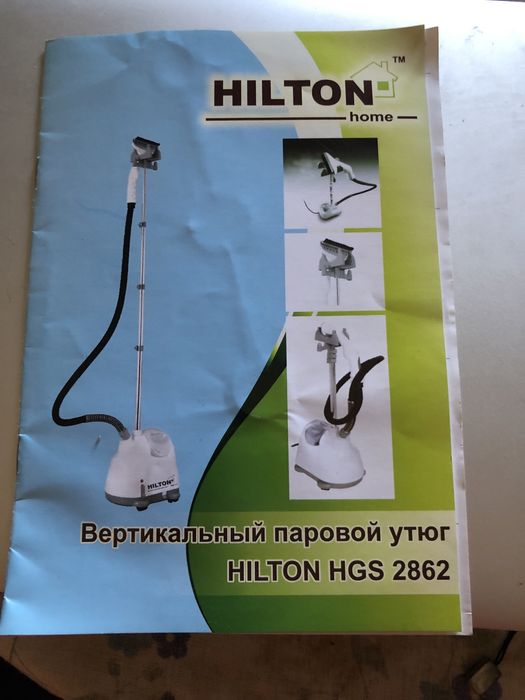 HILTON ™
home
HILTON
Вертикальный паровой утюг
HILTON HGS 2862